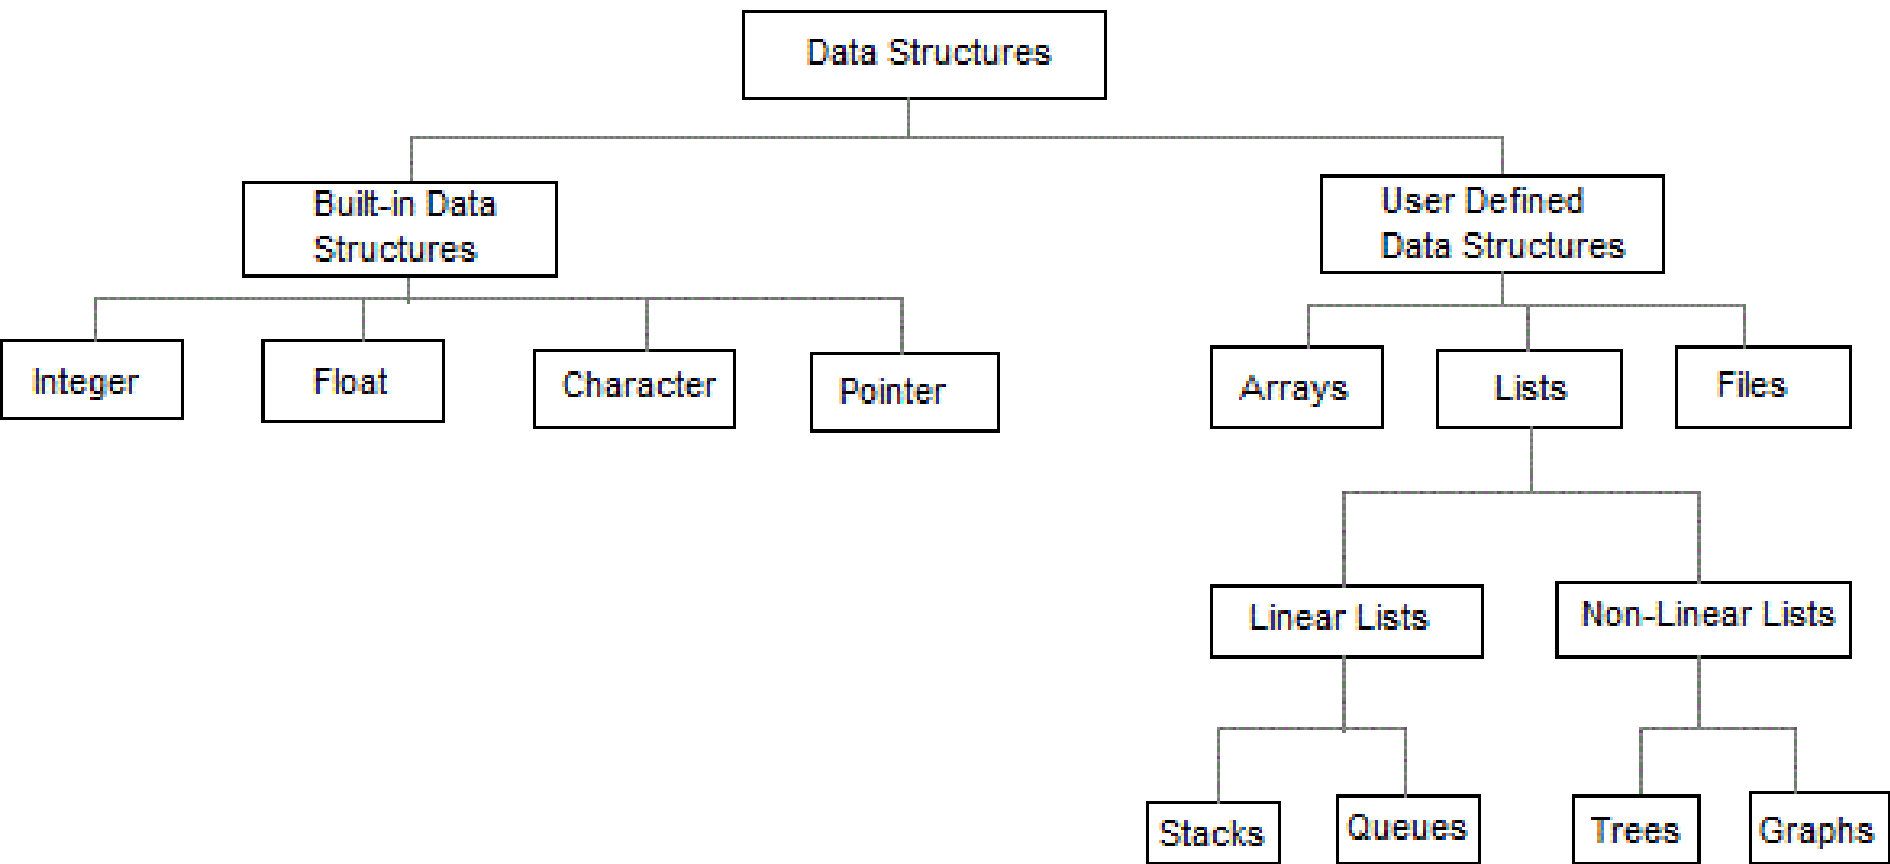 Data Structures
Built-in Data
Structures
User Defined
Data Structures
Integer
Float
Character
Pointer
Arrays
Lists
Files
Linear Lists
Non-Linear Lists
Stacks
Queues
Trees
Graphs